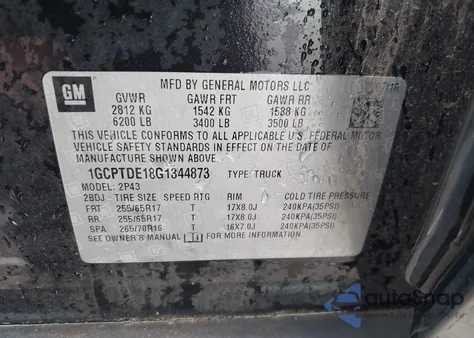 GM
MFD BY GENERAL MOTORS LLC
GVWR GAWR FRT GAWR RR
2812 KG 1542 KG 1588 KG
6200 LB 3400 LB 3500 LB
THIS VEHICLE CONFORMS TO ALL APPLICABLE U.S. FEDERAL MOTOR
VEHICLE SAFETY STANDARDS IN EFFECT ON THE DATE OF
MANUFACTURE SHOWN ABOVE.
1GCPTDE18G1344873 TYPE: TRUCK
MODEL: 2P43
2BDJ TIRE SIZE SPEED RTG RIM COLD TIRE PRESSURE
FRT 255/65R17 17X8.0J 240KPA(35PSI)
RR 255/65R17 17X8.0J 240KPA(35PSI)
SPA 265/70R16 16X7.0J 240KPA(35PSI)
SEE OWNER'S MANUAL FOR ADDITIONAL INFORMATION.
autoSnap